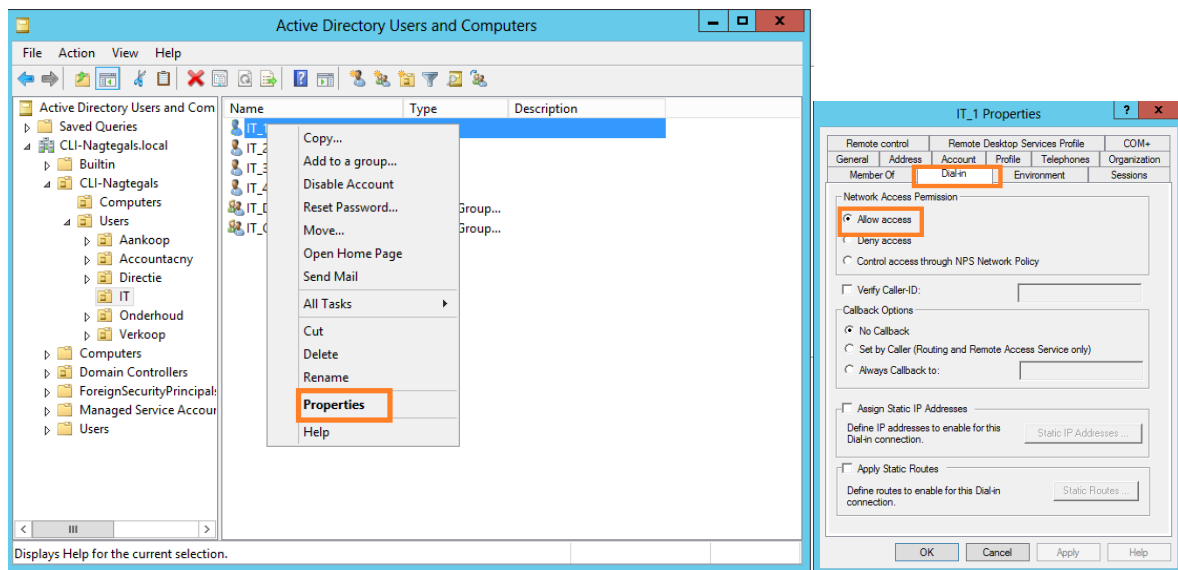 Active Directory Users and Computers
File Action View Help
Active Directory Users and Com
Saved Queries
CLI-Nagtegals.local
Builtin
CLI-Nagtegals
Computers
Users
Aankoop
Accountacny
Directie
IT
Onderhoud
Verkoop
Computers
Domain Controllers
ForeignSecurityPrincipals
Managed Service Accour
Users
Name Type Description
IT_1
IT_2
IT_3
IT_4
IT_D Group...
IT_G Group...
Copy...
Add to a group...
Disable Account
Reset Password...
Move...
Open Home Page
Send Mail
All Tasks
Cut
Delete
Rename
Properties
Help
Displays Help for the current selection.
IT_1 Properties
Remote control Remote Desktop Services Profile COM+
General Address Account Profile Telephones Organization
Member Of Dial-in Environment Sessions
Network Access Permission
Allow access
Deny access
Control access through NPS Network Policy
Verify Caller-ID:
Callback Options
No Callback
Set by Caller (Routing and Remote Access Service only)
Always Callback to:
Assign Static IP Addresses
Define IP addresses to enable for this
Dial-in connection.
Static IP Addresses ...
Apply Static Routes
Define routes to enable for this Dial-in
connection.
Static Routes ...
OK Cancel Apply Help